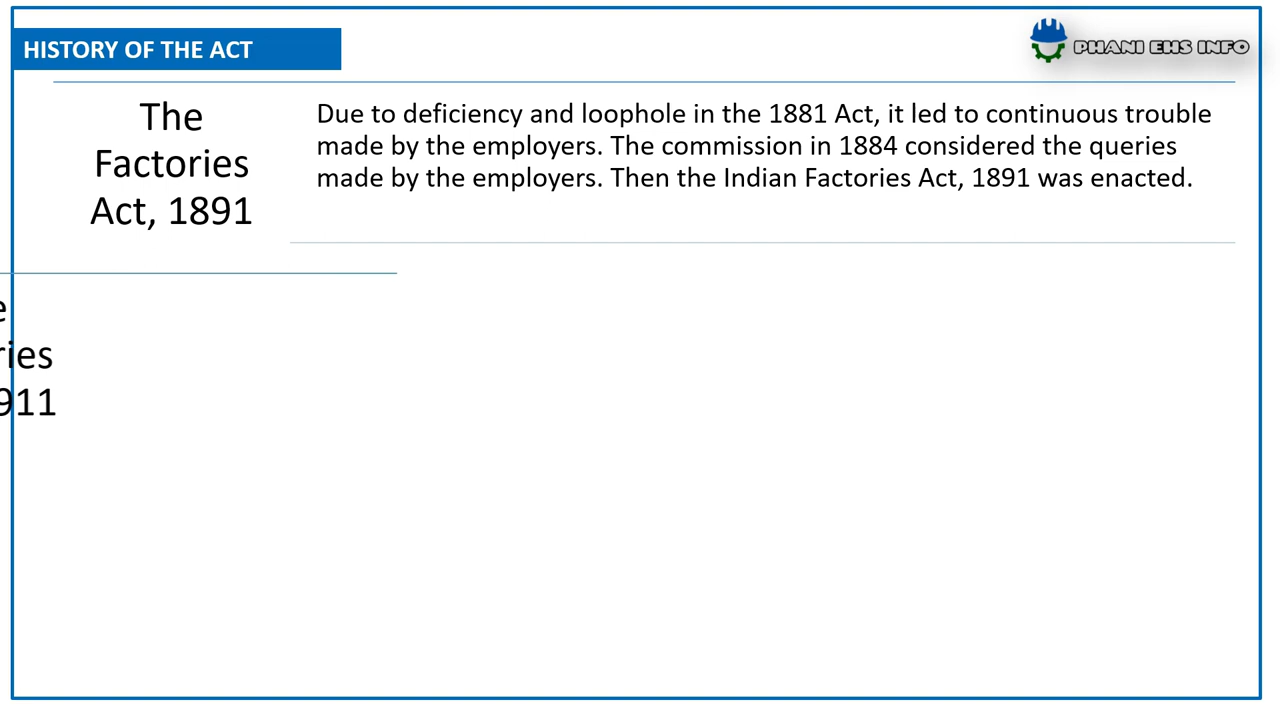 HISTORY OF THE ACT
PHANI EHS INFO
The
Factories
Act, 1891
Due to deficiency and loophole in the 1881 Act, it led to continuous trouble
made by the employers. The commission in 1884 considered the queries
made by the employers. Then the Indian Factories Act, 1891 was enacted.
e
ries
911